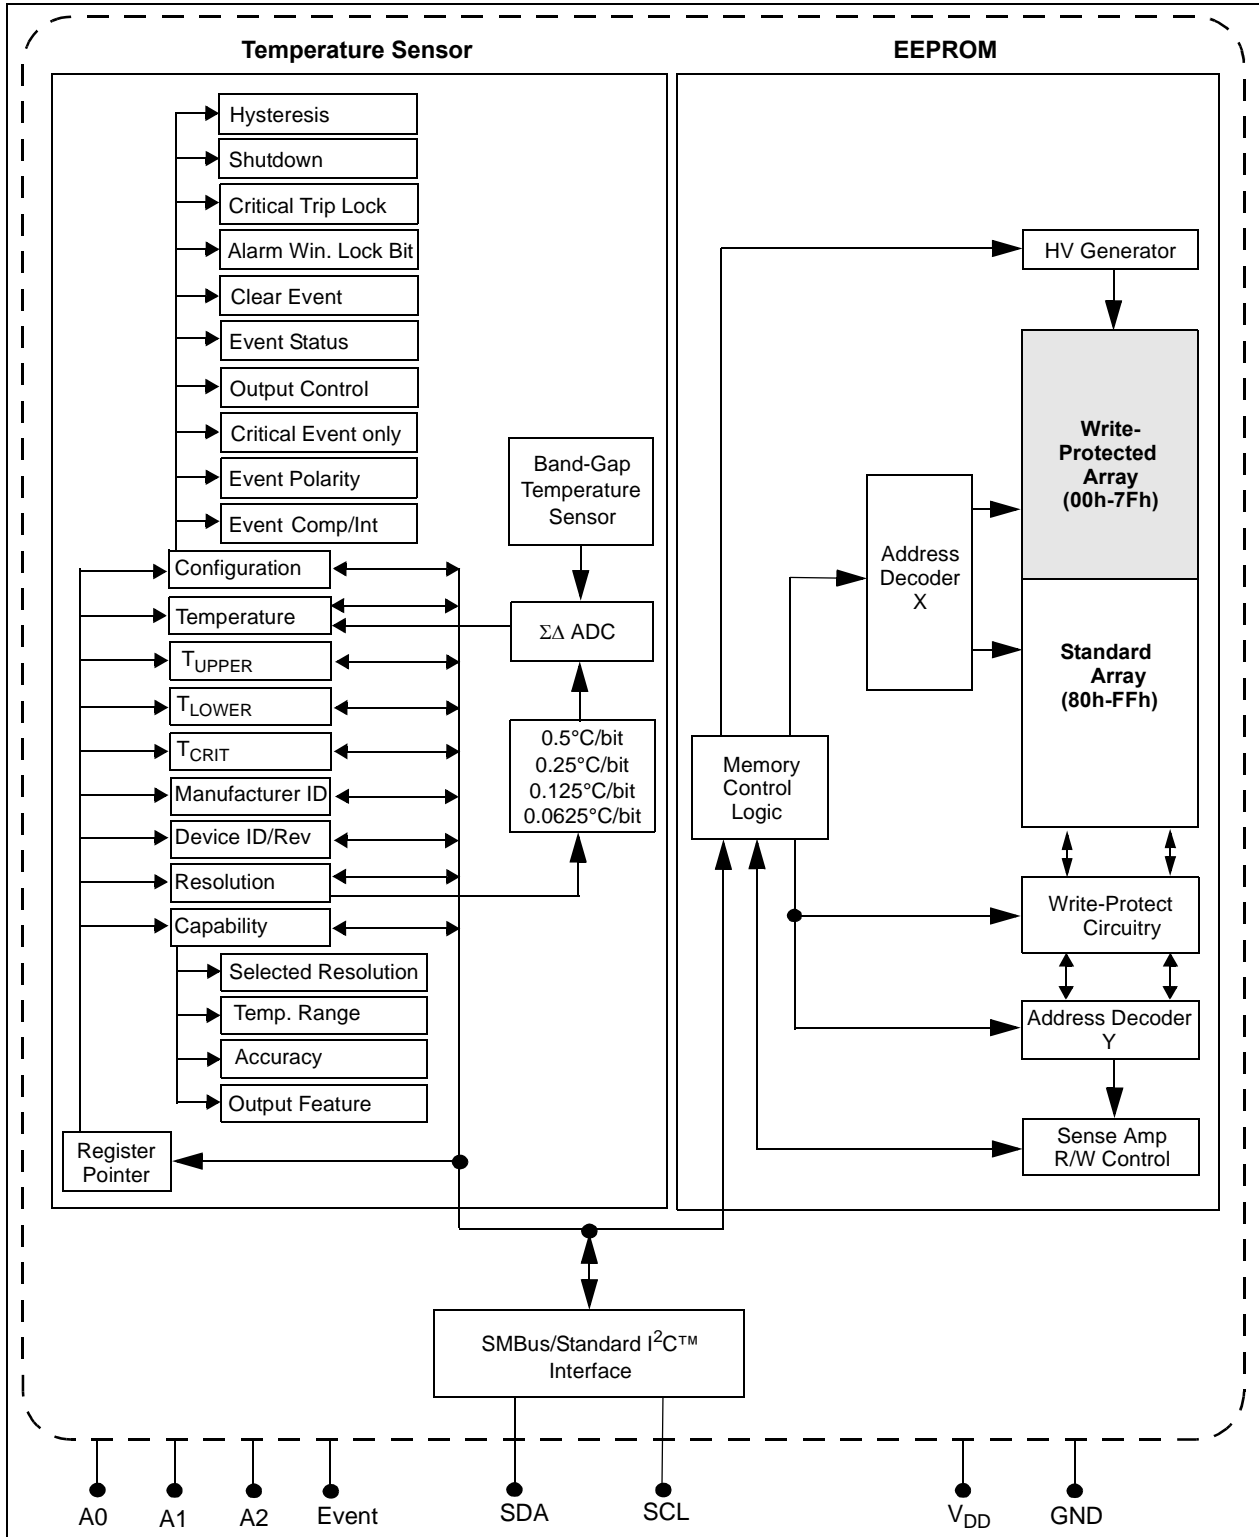 Temperature Sensor
Hysteresis
Shutdown
Critical Trip Lock
Alarm Win. Lock Bit
Clear Event
Event Status
Output Control
Critical Event only
Event Polarity
Event Comp/Int
Configuration
Temperature
TUPPER
TLOWER
TCRIT
Manufacturer ID
Device ID/Rev
Resolution
Capability
Selected Resolution
Temp. Range
Accuracy
Output Feature
Register
Pointer
Band-Gap
Temperature
Sensor
ΣΔ ADC
0.5°C/bit
0.25°C/bit
0.125°C/bit
0.0625°C/bit
EEPROM
HV Generator
Write-
Protected
Array
(00h-7Fh)
Address
Decoder
X
Standard
Array
(80h-FFh)
Memory
Control
Logic
Write-Protect
Circuitry
Address Decoder
Y
Sense Amp
R/W Control
SMBus/Standard I²C™
Interface
A0
A1
A2
Event
SDA
SCL
VDD
GND